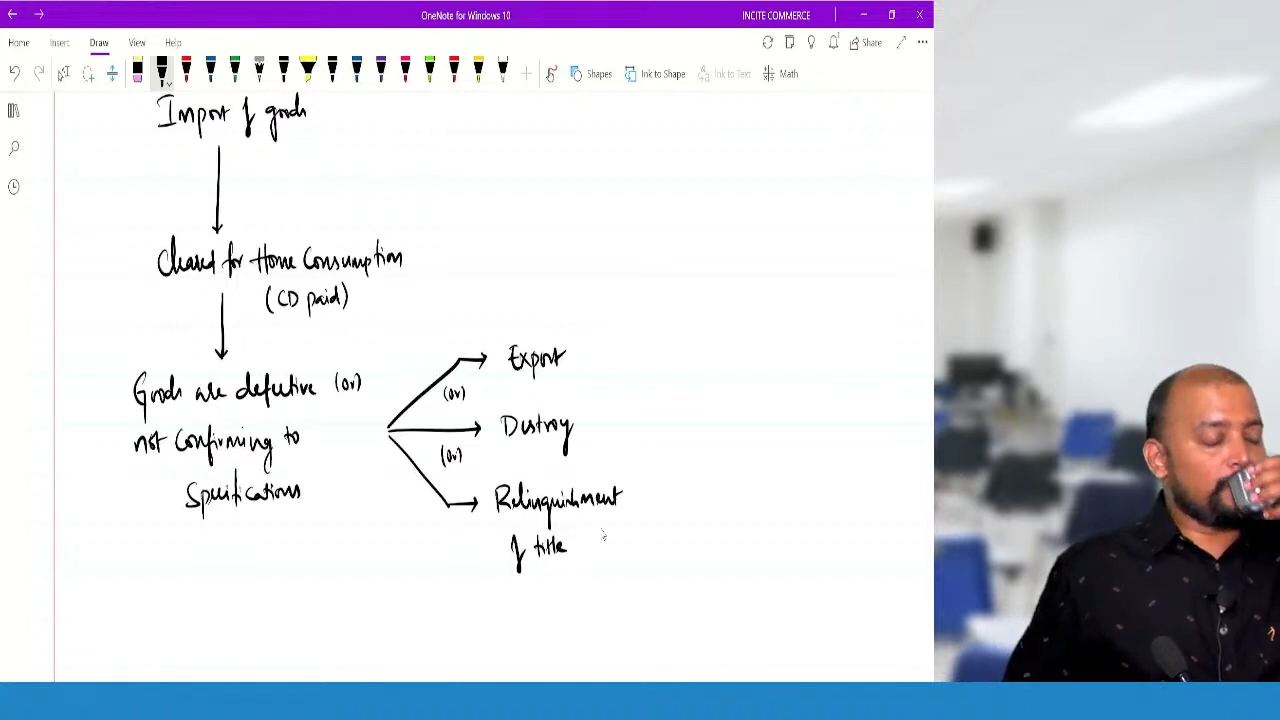 OneNote for Windows 10
INCITE COMMERCE
Home Insert Draw View Help
Share
Shapes
Ink to Shape
Ink to Text
Math
Import of goods
Cleared for Home Consumption
(CD paid)
Goods are defective (or)
not confirming to
Specifications
Export
(or)
Destroy
(or)
Relinquishment
of title